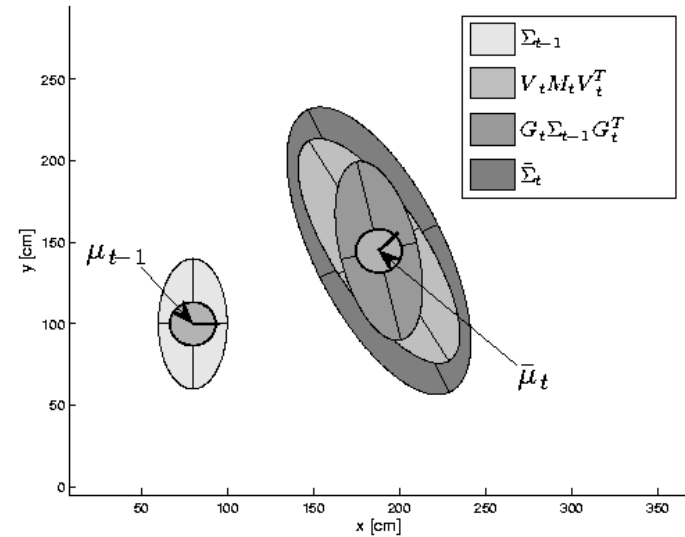 Σ_{t-1}
V_t M_t V_t^T
G_t Σ_{t-1} G_t^T
Σ̄_t
250
200
150
100
50
0
y [cm]
μ_{t-1}
μ̄_t
50 100 150 200 250 300 350
x [cm]